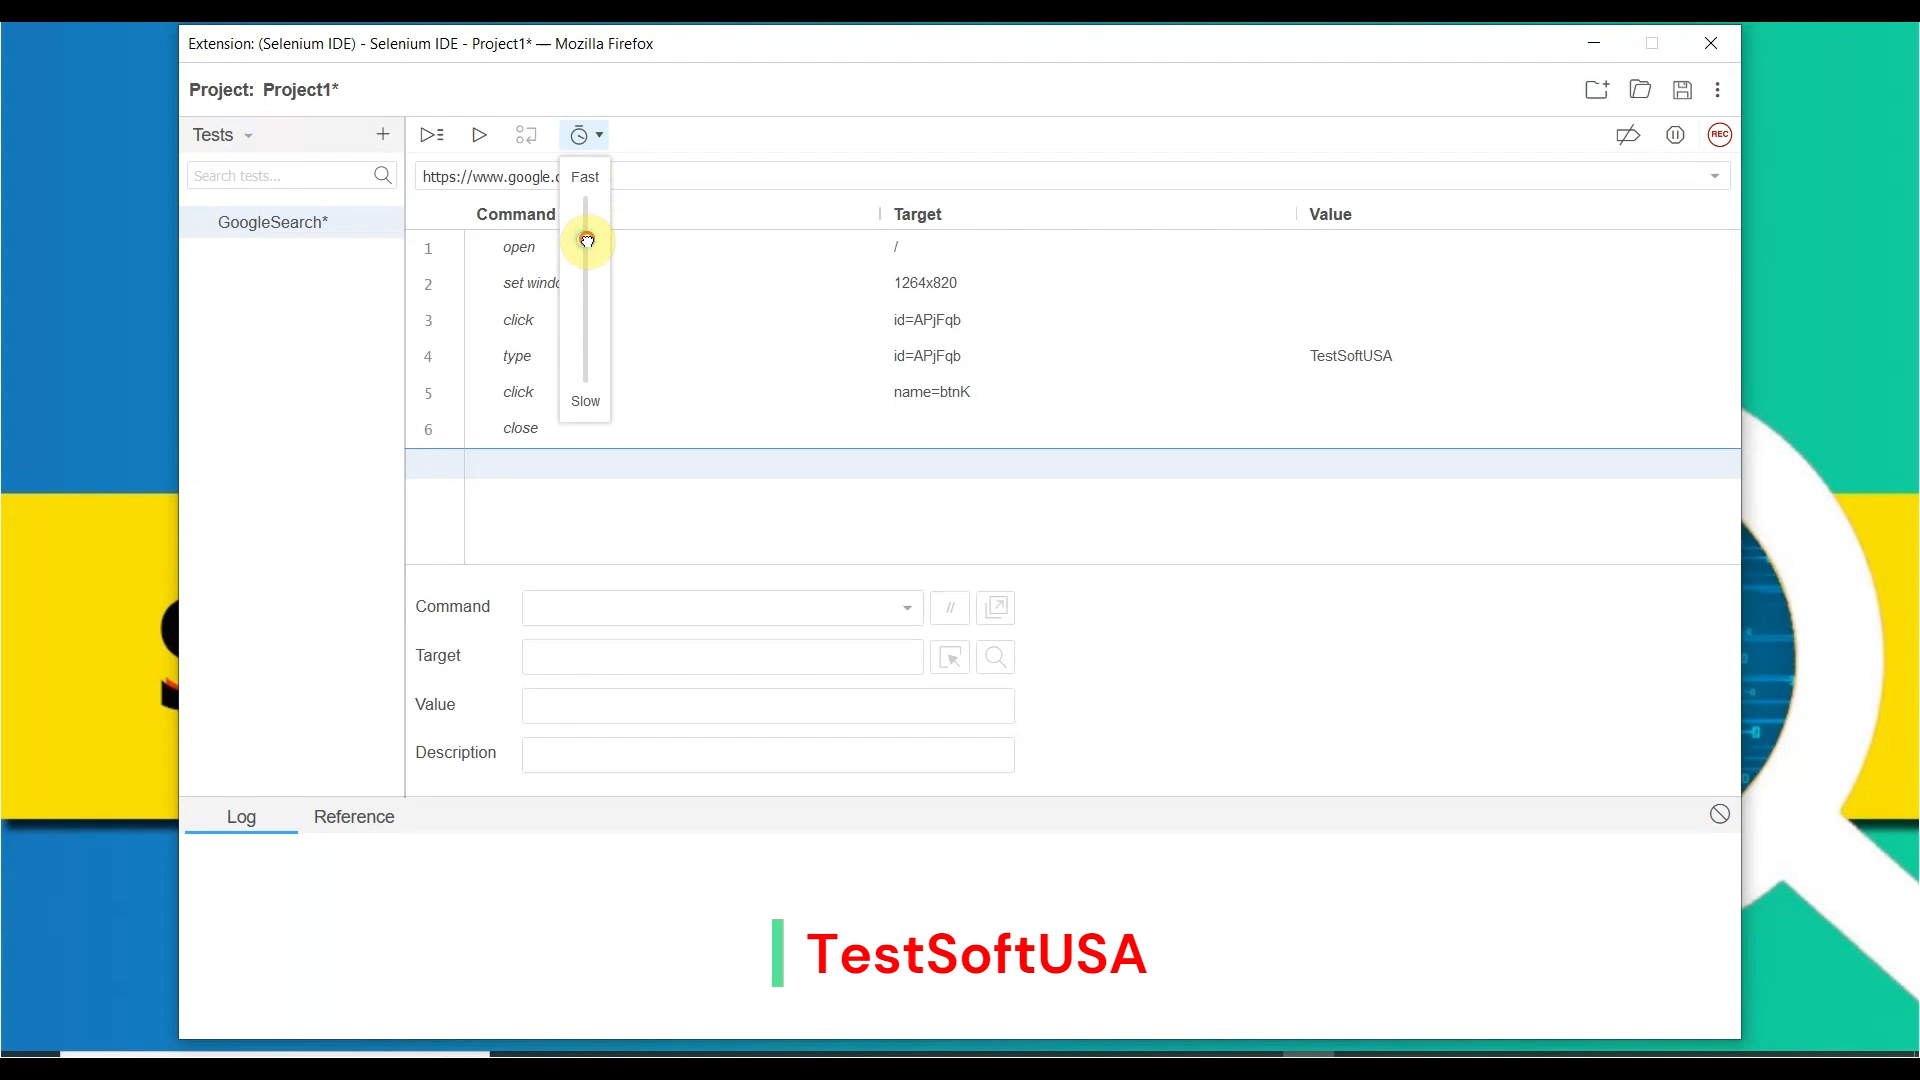 Extension: (Selenium IDE) - Selenium IDE - Project1* — Mozilla Firefox
Project: Project1*
Tests
REC
Search tests...
https://www.google.c
Fast
Slow
GoogleSearch*
Command Target Value
1 open /
2 set windo 1264x820
3 click id=APjFqb
4 type id=APjFqb TestSoftUSA
5 click name=btnK
6 close
Command //
Target
Value
Description
Log Reference
TestSoftUSA